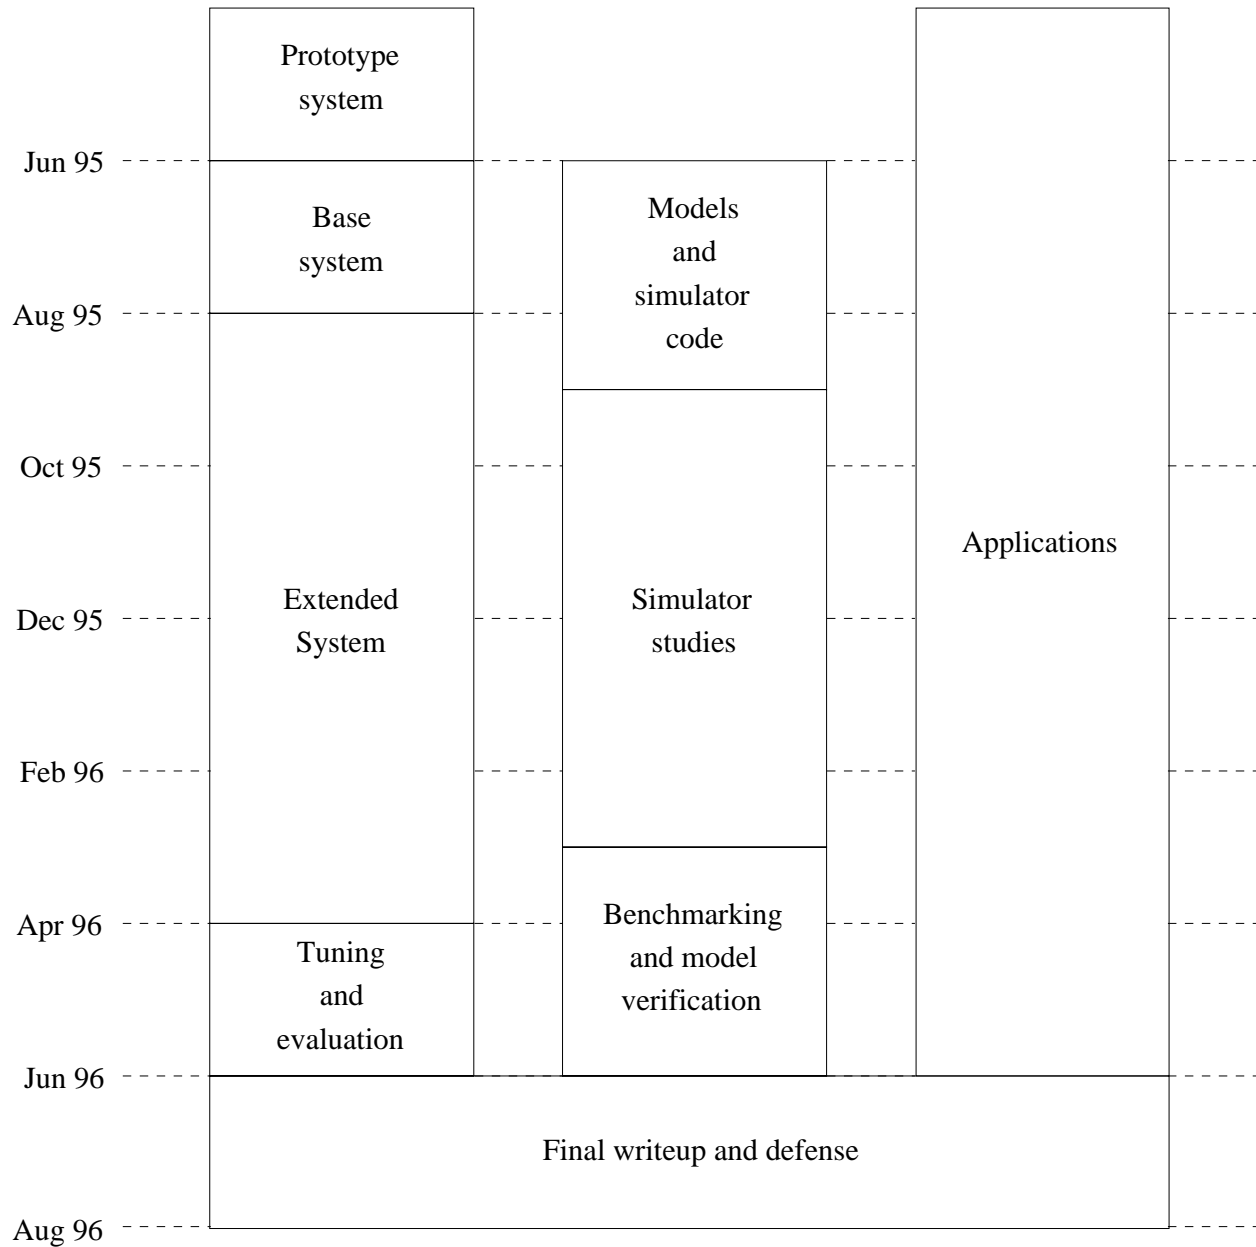 Prototype
system
Jun 95
Base
system
Models
and
simulator
code
Aug 95
Oct 95
Applications
Extended
System
Simulator
studies
Dec 95
Feb 96
Apr 96
Tuning
and
evaluation
Benchmarking
and model
verification
Jun 96
Final writeup and defense
Aug 96